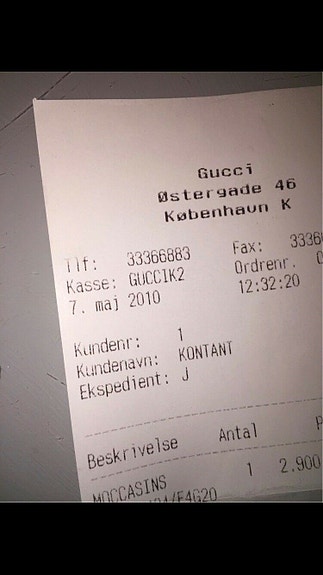 Gucci
Østergade 46
København K
Tlf: 33366883 Fax: 3336
Kasse: GUCCIK2 Ordrenr.
7. maj 2010 12:32:20
Kundenr: 1
Kundenavn: KONTANT
Ekspedient: J
Beskrivelse Antal P
MOCCASINS 1 2.900